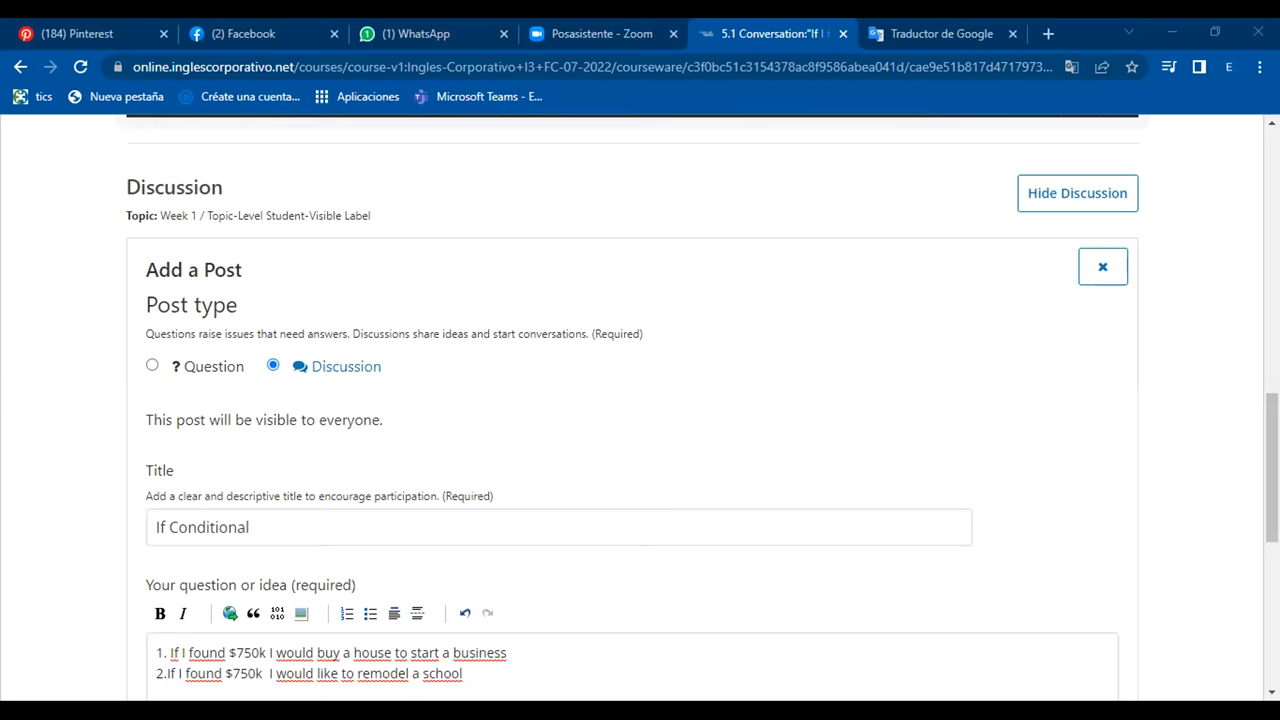 (184) Pinterest
(2) Facebook
(1) WhatsApp
Posasistente - Zoom
5.1 Conversation:"If I
Traductor de Google
online.inglescorporativo.net/courses/course-v1:Ingles-Corporativo+I3+FC-07-2022/courseware/c3f0bc51c3154378ac8f9586abea041d/cae9e51b817d4717973...
E
tics
Nueva pestaña
Créate una cuenta...
Aplicaciones
Microsoft Teams - E...
Discussion
Hide Discussion
Topic: Week 1 / Topic-Level Student-Visible Label
Add a Post
Post type
Questions raise issues that need answers. Discussions share ideas and start conversations. (Required)
? Question
Discussion
This post will be visible to everyone.
Title
Add a clear and descriptive title to encourage participation. (Required)
If Conditional
Your question or idea (required)
B I
1. If I found $750k I would buy a house to start a business
2.If I found $750k I would like to remodel a school